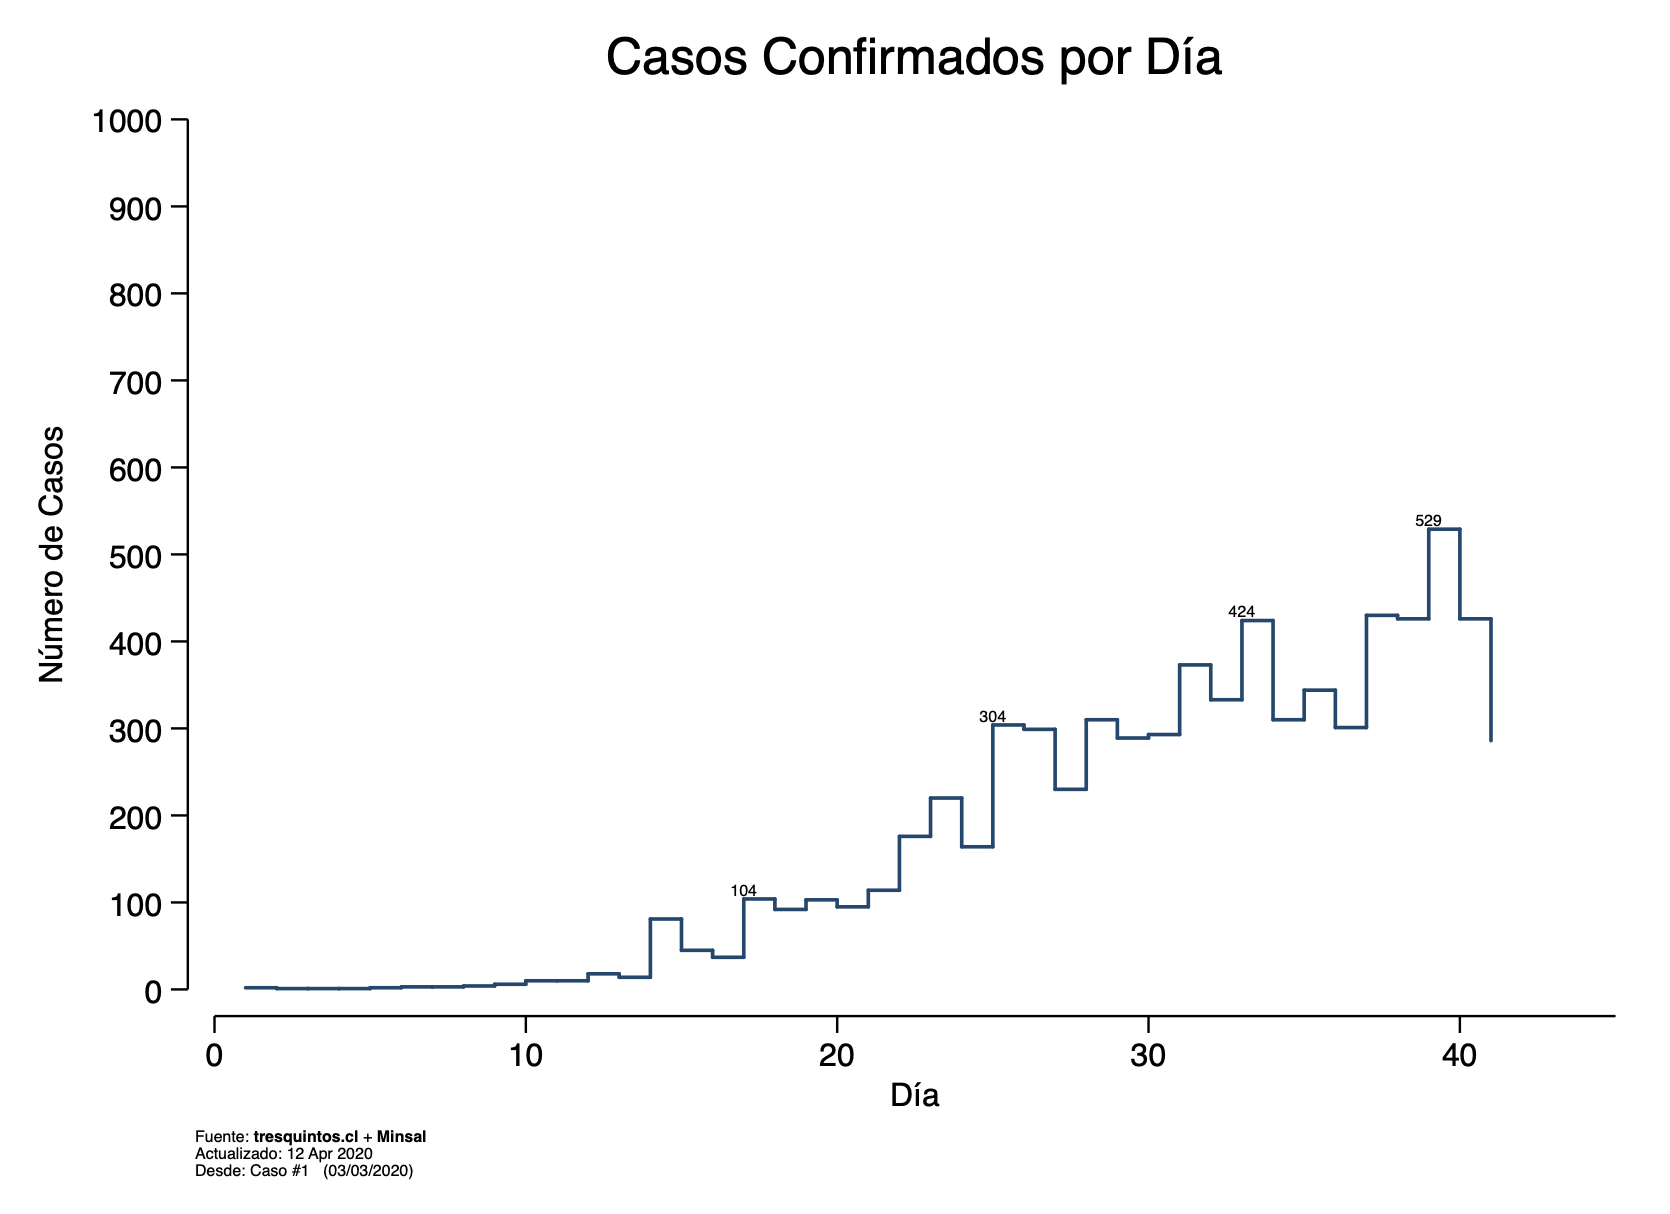 Casos Confirmados por Día
1000
900
800
700
600
500
400
300
200
100
0
Número de Casos
529
424
304
104
0 10 20 30 40
Día
Fuente: tresquintos.cl + Minsal
Actualizado: 12 Apr 2020
Desde: Caso #1 (03/03/2020)